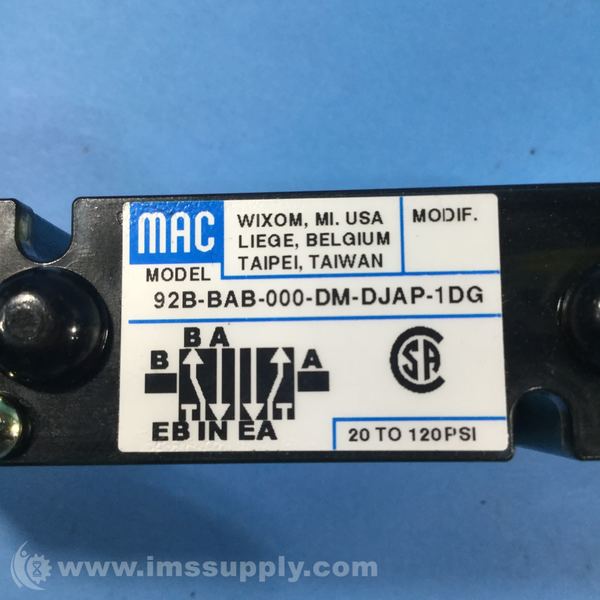 MAC
WIXOM, MI. USA
LIEGE, BELGIUM
TAIPEI, TAIWAN
MODIF.
MODEL
92B-BAB-000-DM-DJAP-1DG
B A
B
A
EB IN EA
SA
20 TO 120PSI
www.imssupply.com